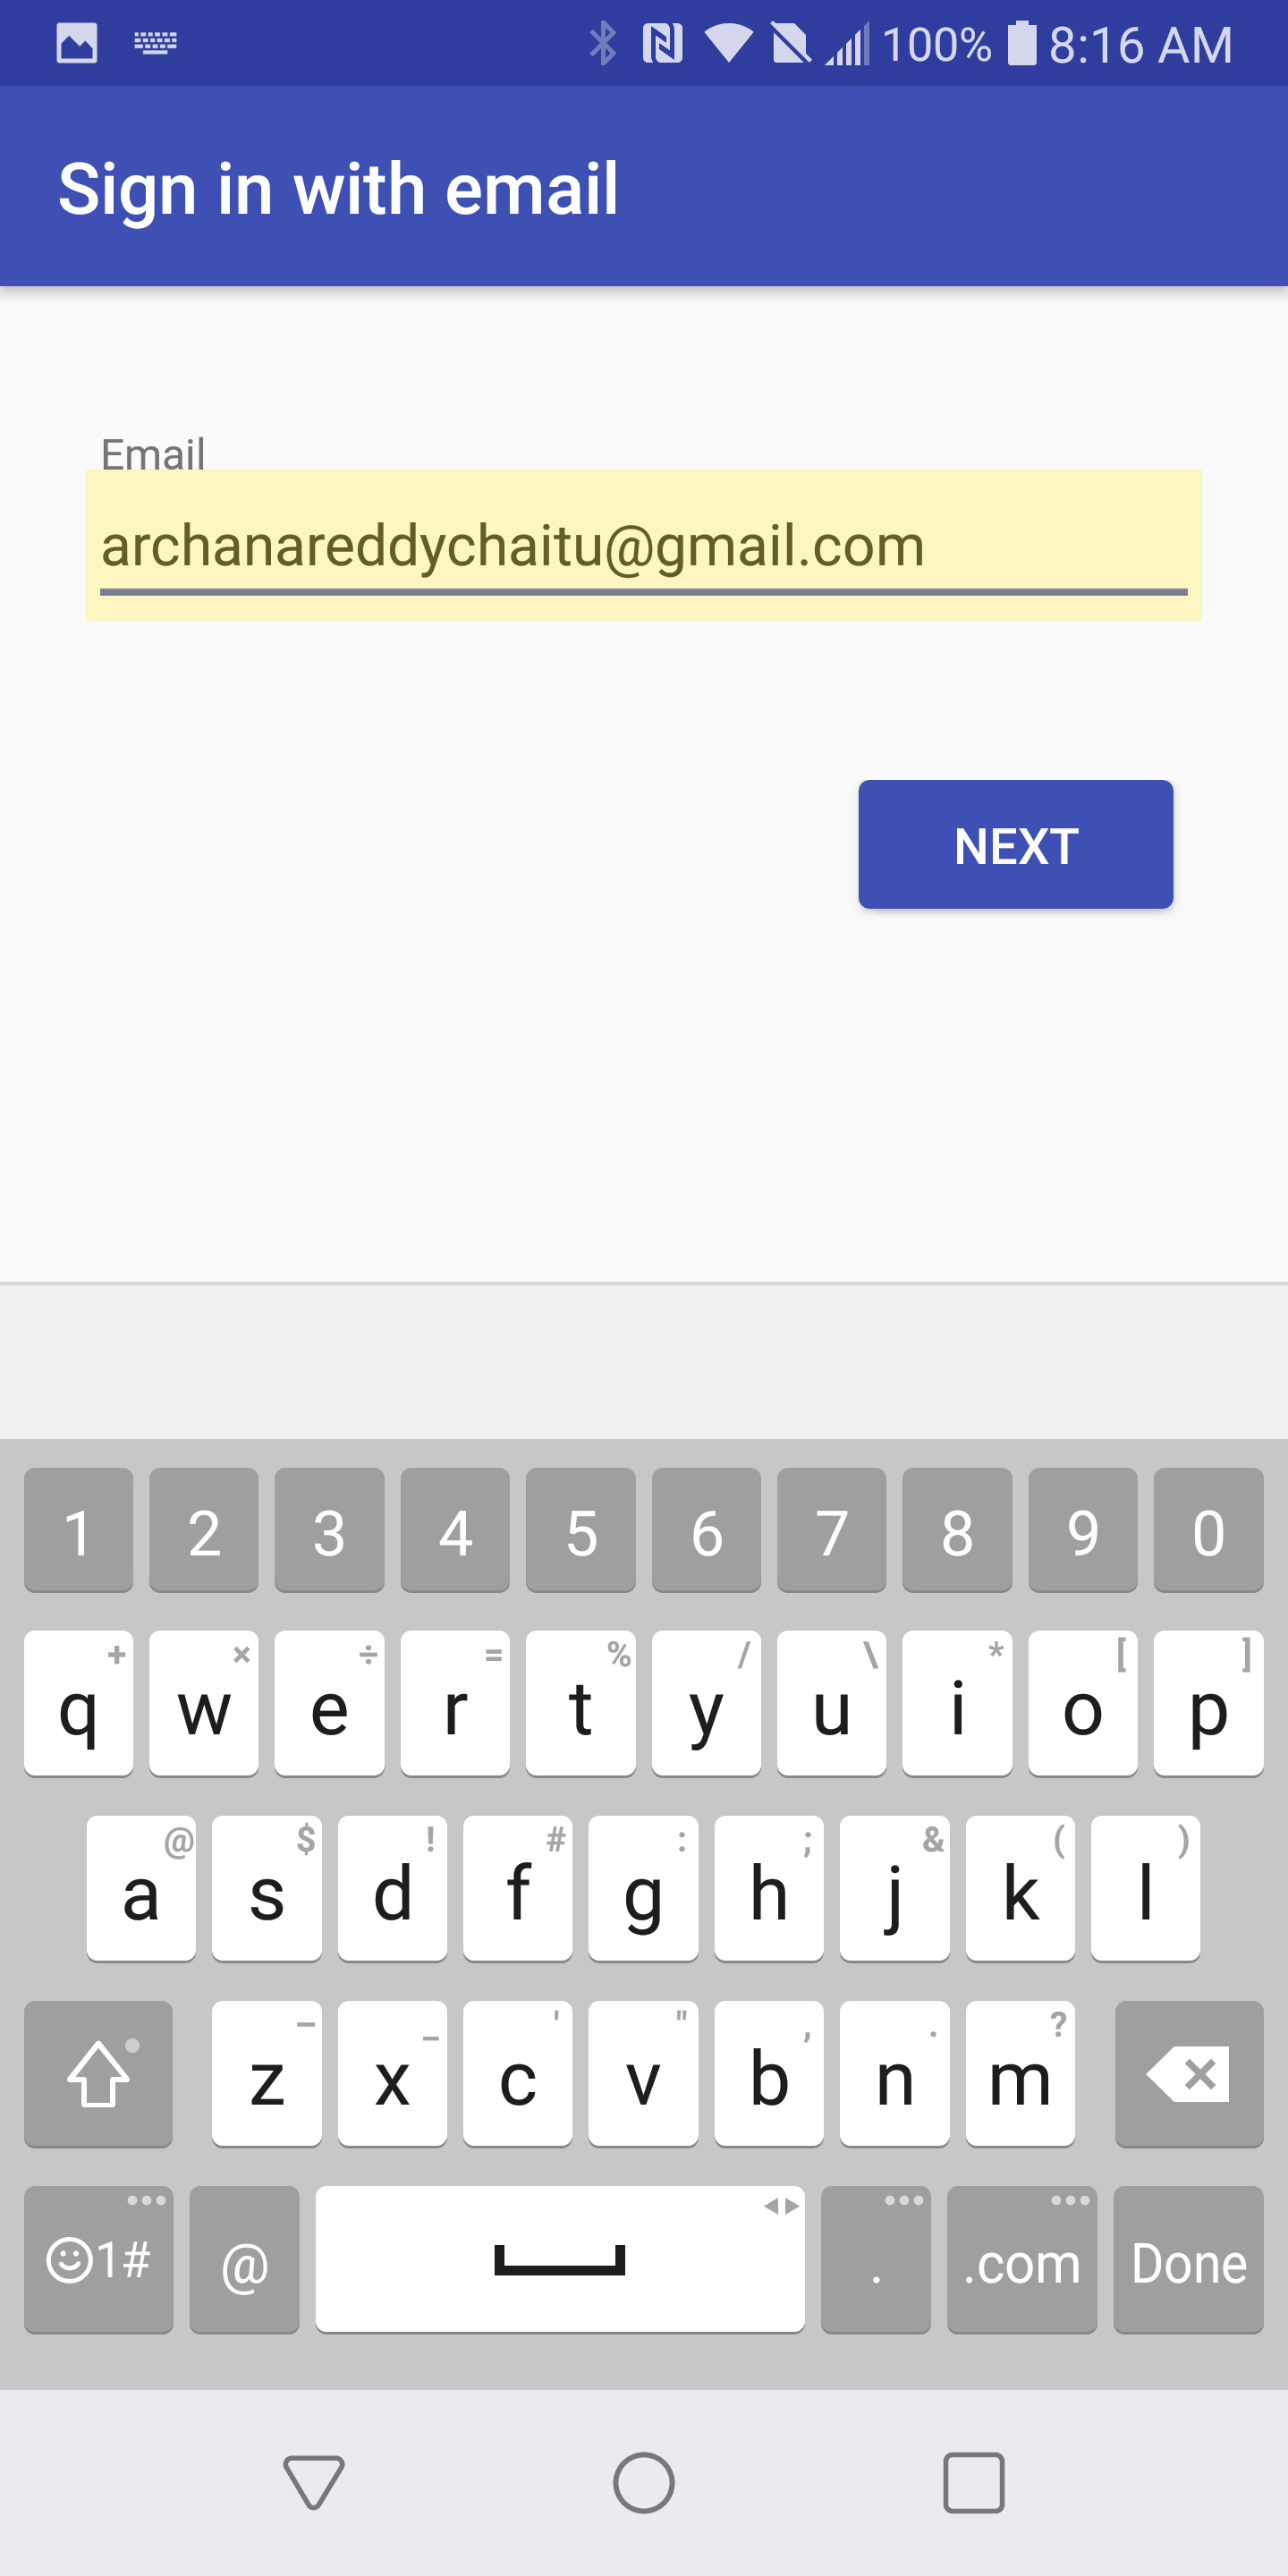 100% 8:16 AM
Sign in with email
Email
archanareddychaitu@gmail.com
NEXT
1 2 3 4 5 6 7 8 9 0
+ × ÷ = % / \ * [ ]
q w e r t y u i o p
@ $ ! # : ; & ( )
a s d f g h j k l
– _ ' " , . ?
z x c v b n m
1# @ . .com Done